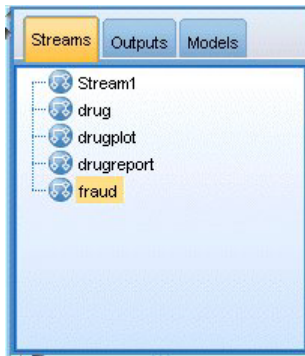 Streams Outputs Models
Stream1
drug
drugplot
drugreport
fraud